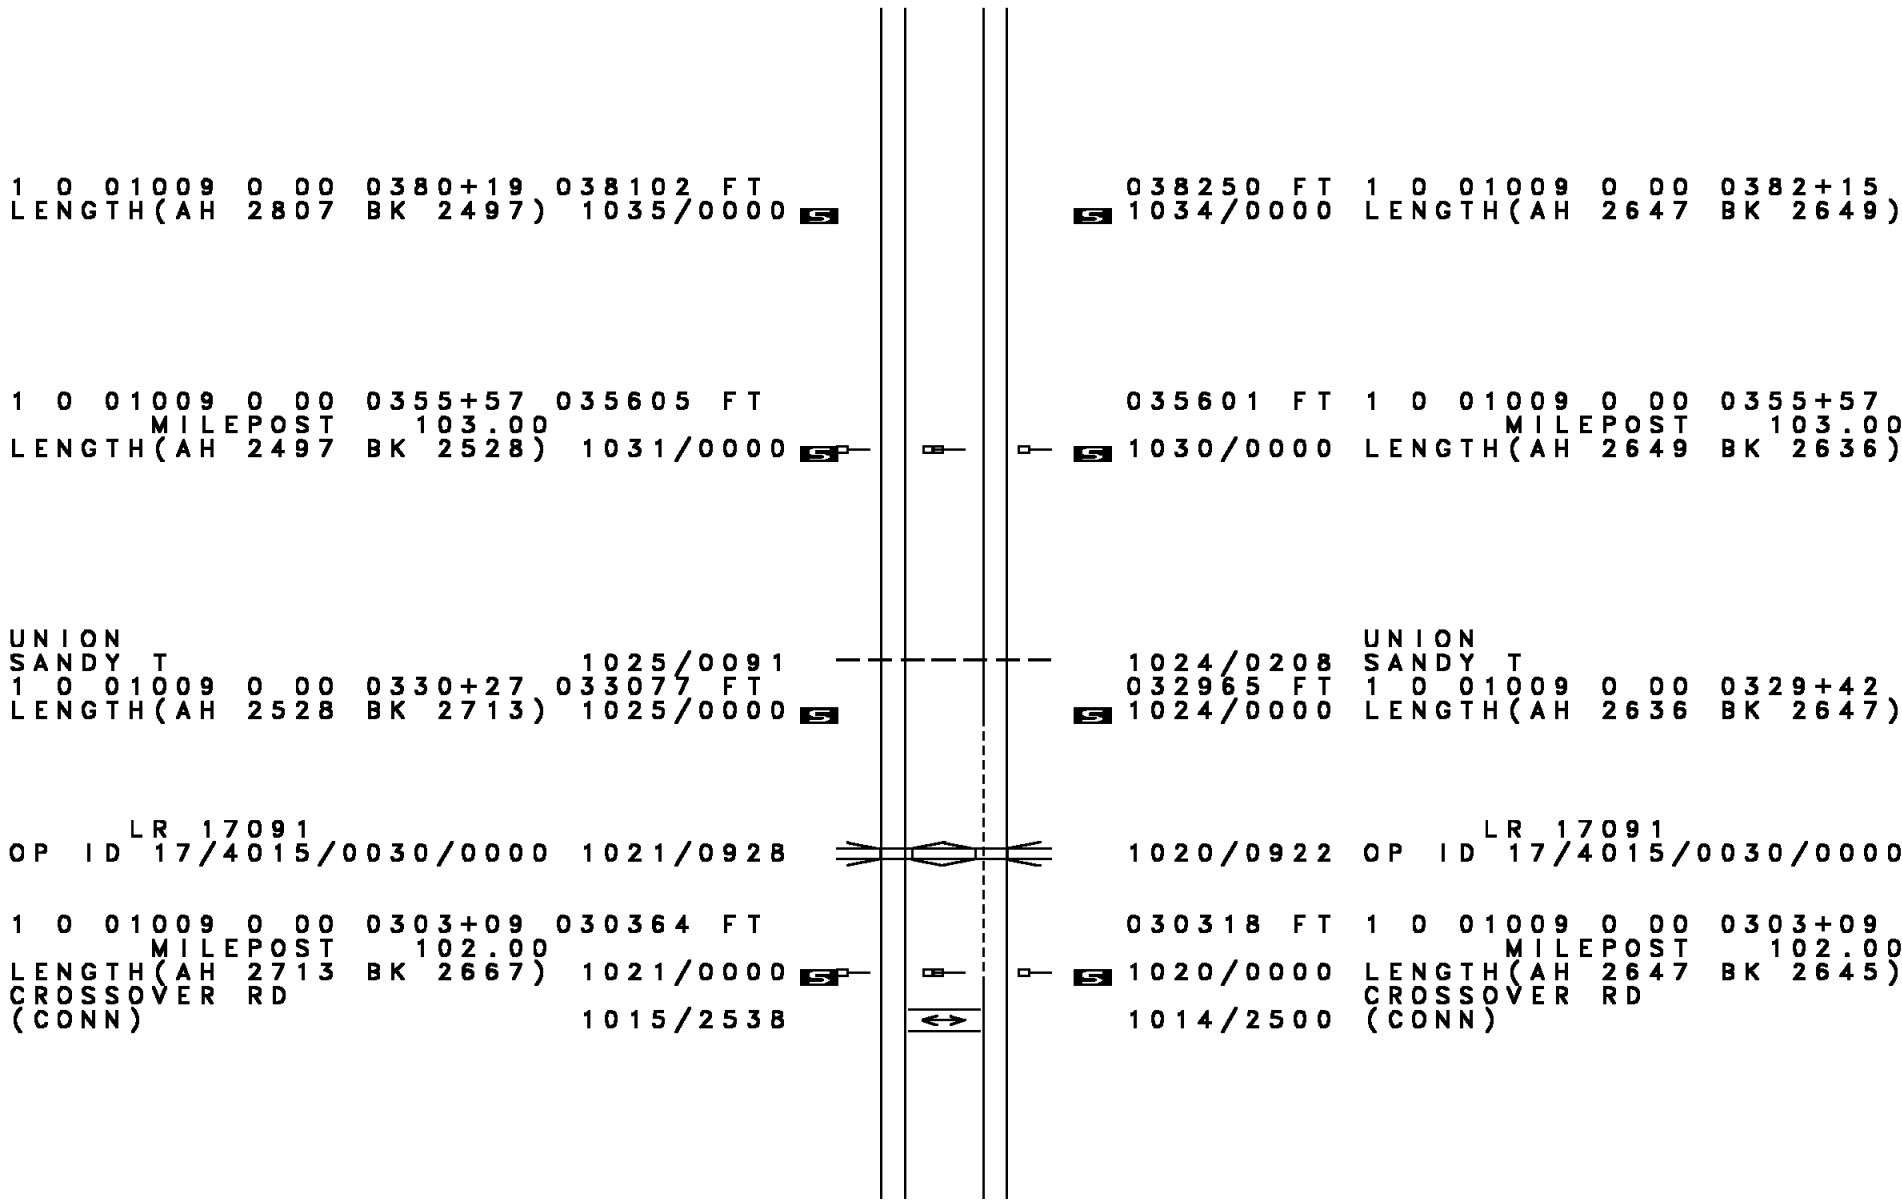 1 0 01009 0 00 0380+19 038102 FT
LENGTH(AH 2807 BK 2497) 1035/0000 S
038250 FT 1 0 01009 0 00 0382+15
S 1034/0000 LENGTH(AH 2647 BK 2649)
1 0 01009 0 00 0355+57 035605 FT
MILEPOST 103.00
LENGTH(AH 2497 BK 2528) 1031/0000 S
035601 FT 1 0 01009 0 00 0355+57
MILEPOST 103.00
S 1030/0000 LENGTH(AH 2649 BK 2636)
UNION
SANDY T 1025/0091
1 0 01009 0 00 0330+27 033077 FT
LENGTH(AH 2528 BK 2713) 1025/0000 S
UNION
1024/0208 SANDY T
032965 FT 1 0 01009 0 00 0329+42
S 1024/0000 LENGTH(AH 2636 BK 2647)
LR 17091
OP ID 17/4015/0030/0000 1021/0928
LR 17091
1020/0922 OP ID 17/4015/0030/0000
1 0 01009 0 00 0303+09 030364 FT
MILEPOST 102.00
LENGTH(AH 2713 BK 2667) 1021/0000 S
CROSSOVER RD
(CONN) 1015/2538
030318 FT 1 0 01009 0 00 0303+09
MILEPOST 102.00
S 1020/0000 LENGTH(AH 2647 BK 2645)
CROSSOVER RD
1014/2500 (CONN)